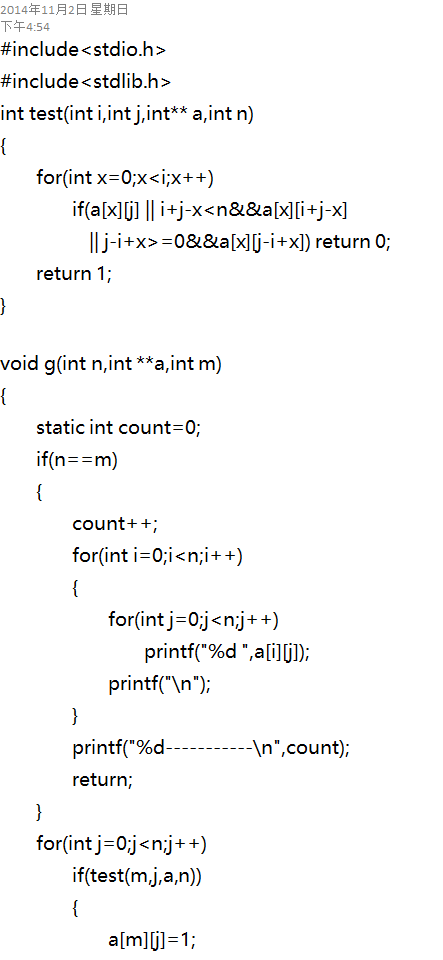 2014年11月2日 星期日
下午4:54
#include<stdio.h>
#include<stdlib.h>
int test(int i,int j,int** a,int n)
{
for(int x=0;x<i;x++)
if(a[x][j] || i+j-x<n&&a[x][i+j-x]
|| j-i+x>=0&&a[x][j-i+x]) return 0;
return 1;
}
void g(int n,int **a,int m)
{
static int count=0;
if(n==m)
{
count++;
for(int i=0;i<n;i++)
{
for(int j=0;j<n;j++)
printf("%d ",a[i][j]);
printf("\n");
}
printf("%d-----------\n",count);
return;
}
for(int j=0;j<n;j++)
if(test(m,j,a,n))
{
a[m][j]=1;